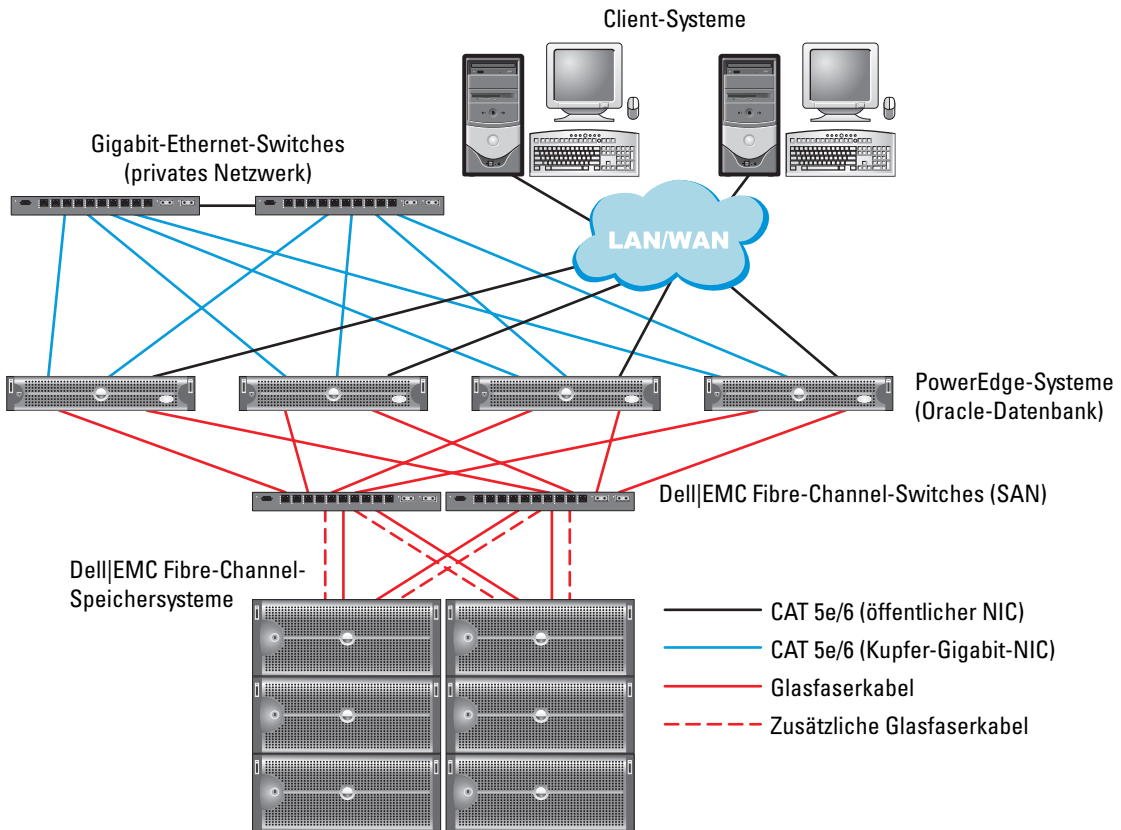 Client-Systeme
Gigabit-Ethernet-Switches
(privates Netzwerk)
LAN/WAN
PowerEdge-Systeme
(Oracle-Datenbank)
Dell|EMC Fibre-Channel-Switches (SAN)
Dell|EMC Fibre-Channel-
Speichersysteme
CAT 5e/6 (öffentlicher NIC)
CAT 5e/6 (Kupfer-Gigabit-NIC)
Glasfaserkabel
Zusätzliche Glasfaserkabel